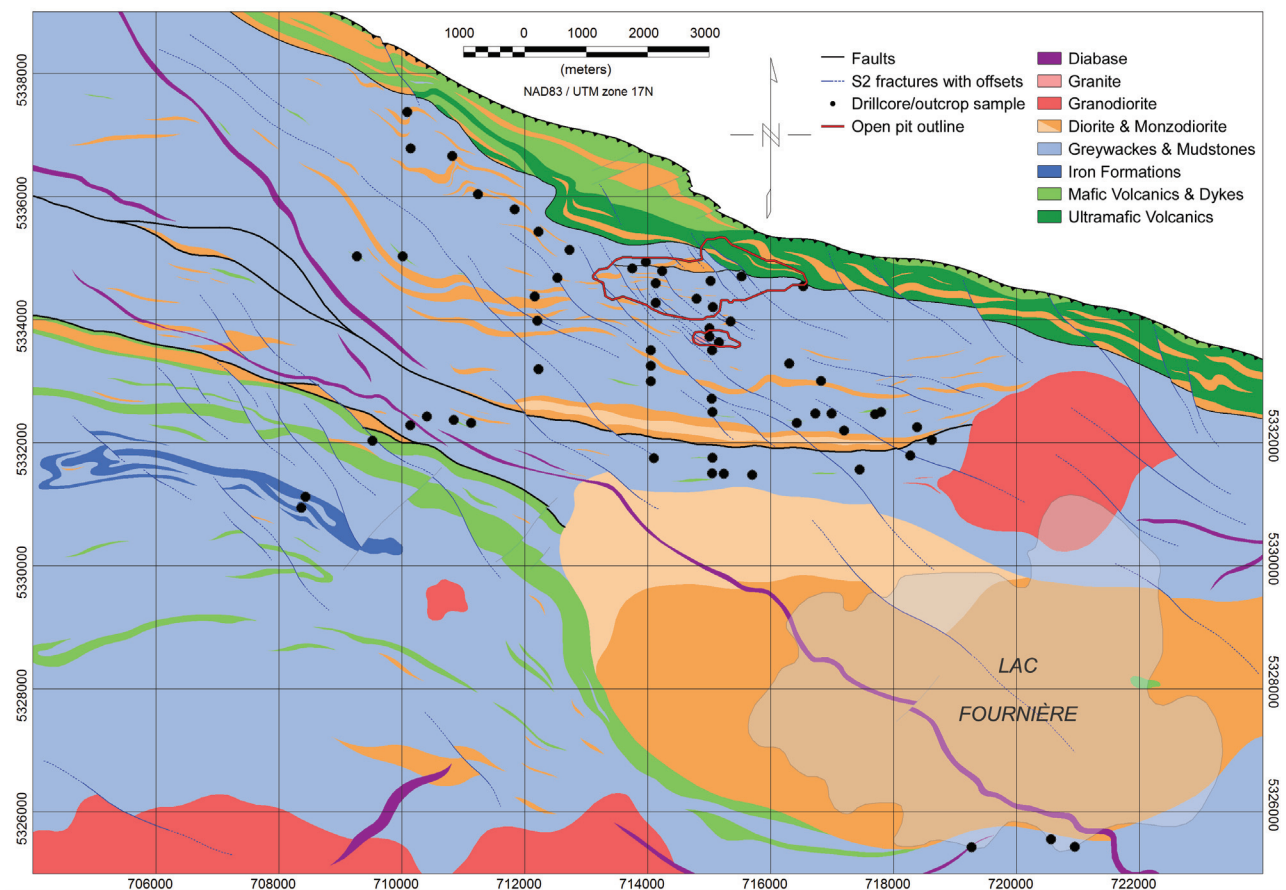 1000 0 1000 3000
(meters)
NAD83 / UTM zone 17N
N
Faults
S2 fractures with offsets
Drillcore/outcrop sample
Open pit outline
Diabase
Granite
Granodiorite
Diorite & Monzodiorite
Greywackes & Mudstones
Iron Formations
Mafic Volcanics & Dykes
Ultramafic Volcanics
5338000
5336000
5334000
5332000
5330000
5328000
5326000
5332000
5330000
5328000
5326000
LAC
FOURNIÈRE
706000 708000 710000 712000 714000 716000 718000 720000 722000